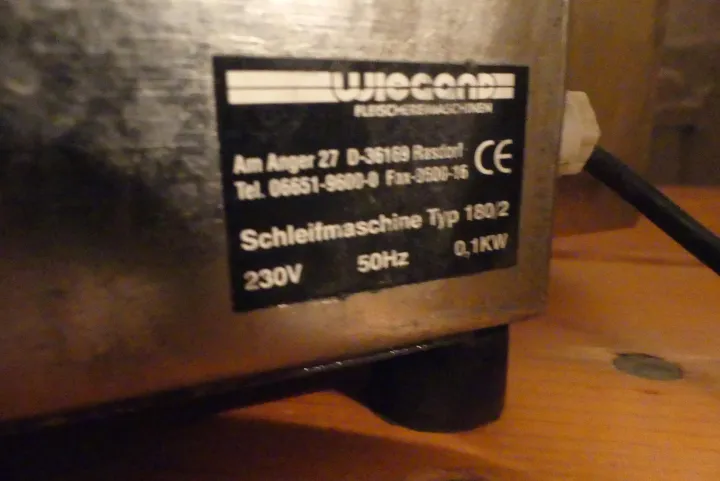 WIEGAND
FLEISCHEREIMASCHINEN
Am Anger 27 D-36169 Rasdorf
Tel. 06651-9600-0 Fax-9600-16
CE
Schleifmaschine Typ 180/2
230V 50Hz 0,1KW